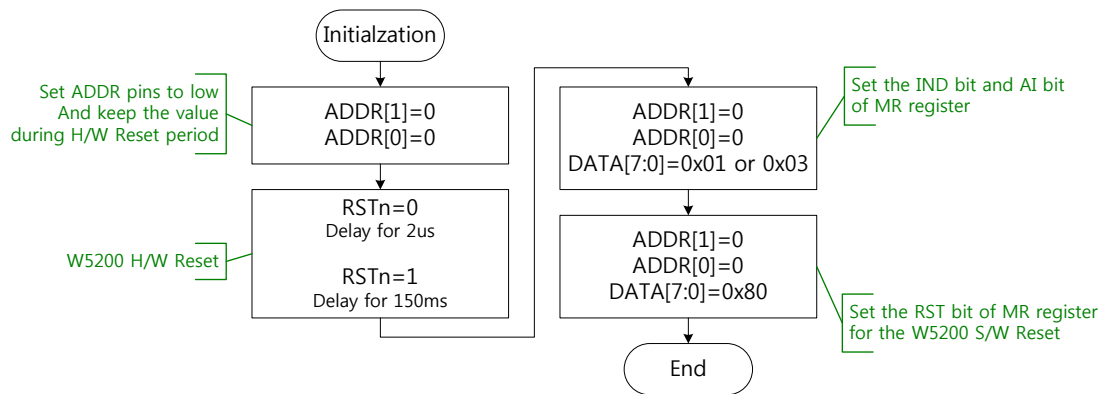 Initialzation
Set ADDR pins to low
And keep the value
during H/W Reset period
ADDR[1]=0
ADDR[0]=0
W5200 H/W Reset
RSTn=0
Delay for 2us
RSTn=1
Delay for 150ms
ADDR[1]=0
ADDR[0]=0
DATA[7:0]=0x01 or 0x03
Set the IND bit and AI bit
of MR register
ADDR[1]=0
ADDR[0]=0
DATA[7:0]=0x80
Set the RST bit of MR register
for the W5200 S/W Reset
End